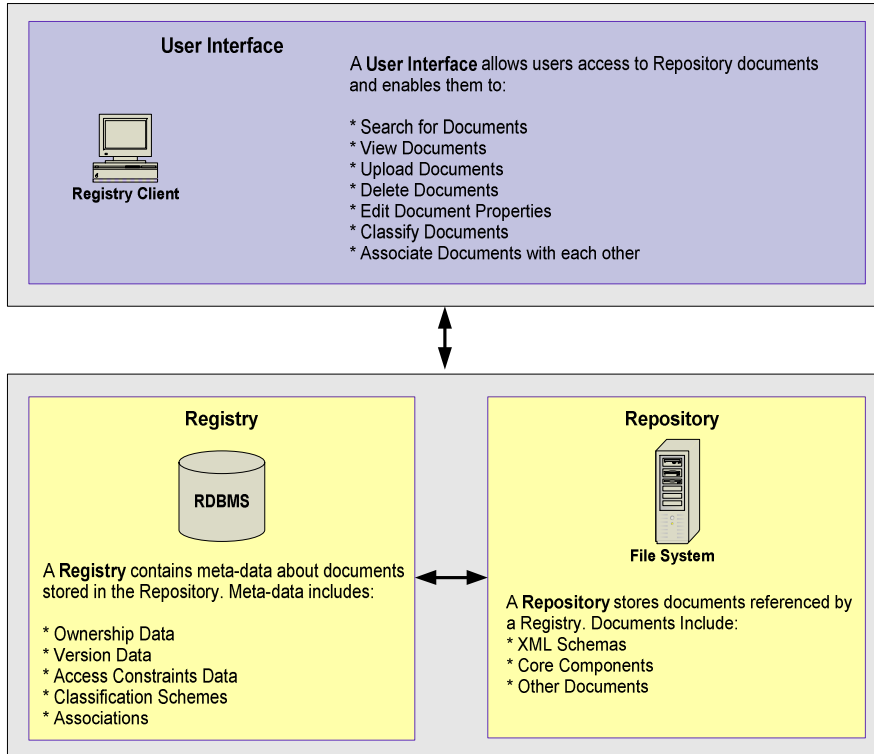 User Interface
A User Interface allows users access to Repository documents
and enables them to:
* Search for Documents
* View Documents
* Upload Documents
* Delete Documents
* Edit Document Properties
* Classify Documents
* Associate Documents with each other
Registry Client
Registry
RDBMS
A Registry contains meta-data about documents
stored in the Repository. Meta-data includes:
* Ownership Data
* Version Data
* Access Constraints Data
* Classification Schemes
* Associations
Repository
File System
A Repository stores documents referenced by
a Registry. Documents Include:
* XML Schemas
* Core Components
* Other Documents